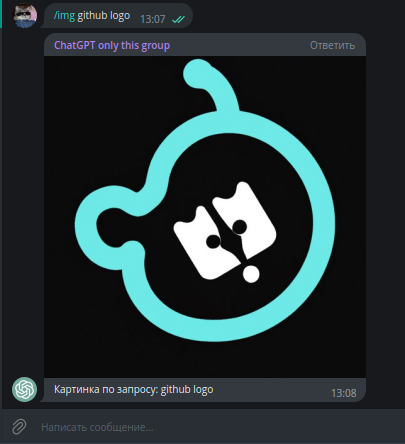 /img github logo 13:07
ChatGPT only this group Ответить
Картинка по запросу: github logo 13:08
Написать сообщение...